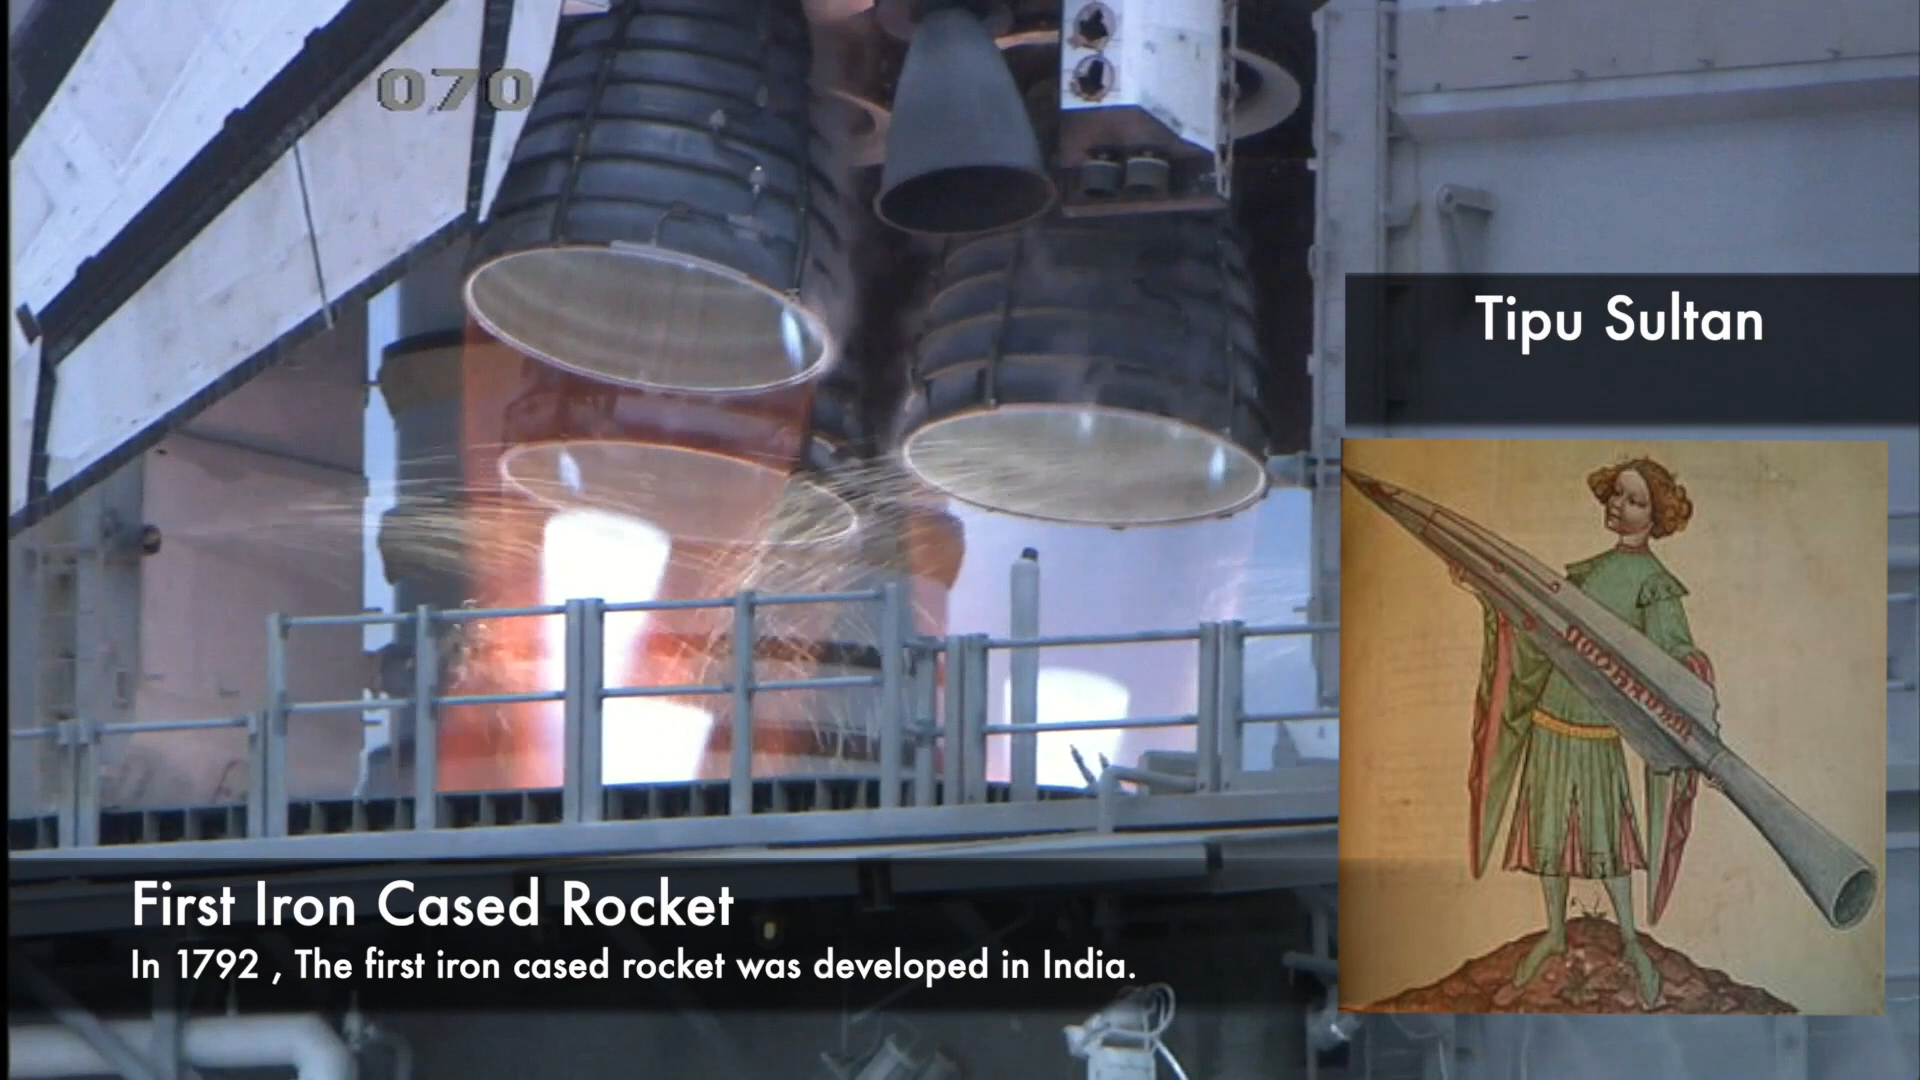 070
Tipu Sultan
First Iron Cased Rocket
In 1792 , The first iron cased rocket was developed in India.